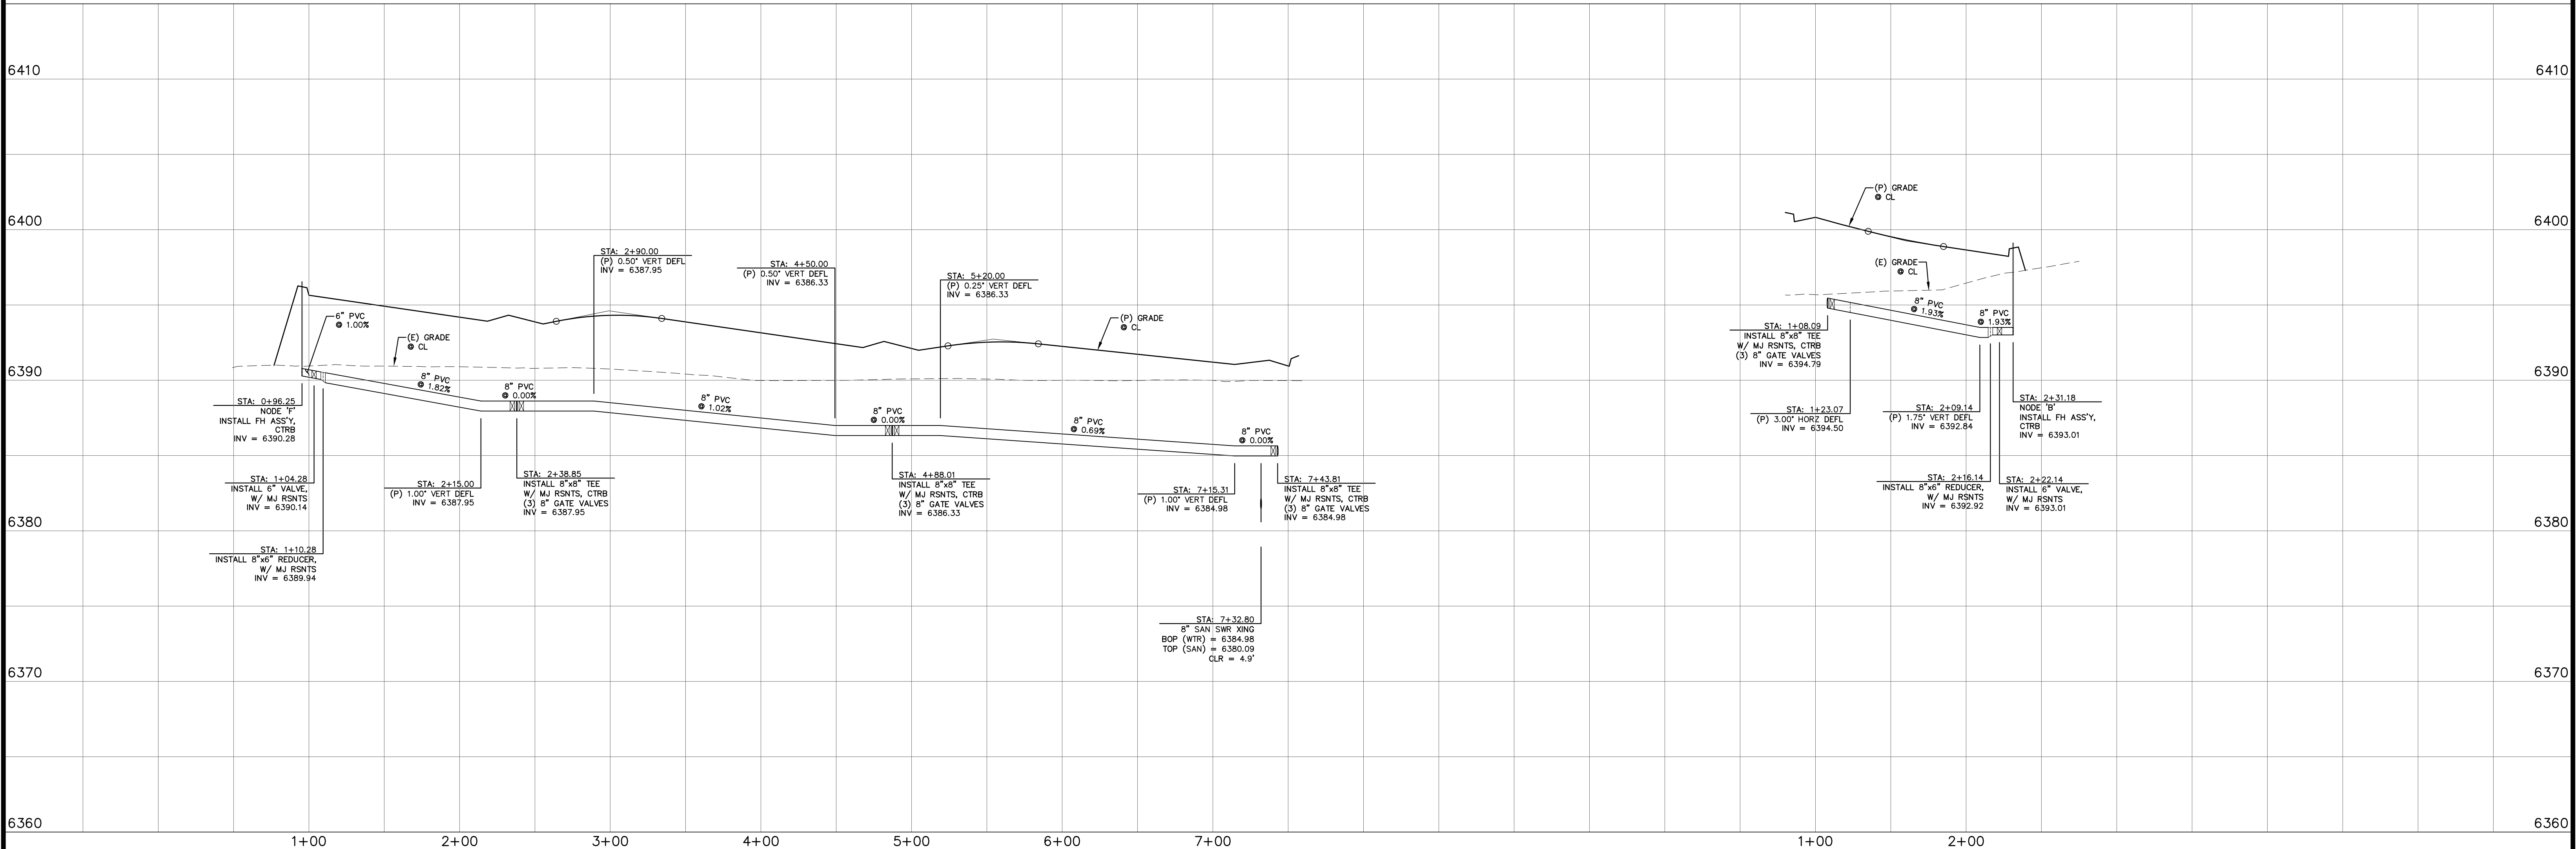 6410
6410
6400
6400
6390
6390
6380
6380
6370
6370
6360
6360
6" PVC
@ 1.00%
(E) GRADE
@ CL
8" PVC
@ 1.82%
8" PVC
@ 0.00%
STA: 2+90.00
(P) 0.50° VERT DEFL
INV = 6387.95
8" PVC
@ 1.02%
STA: 4+50.00
(P) 0.50° VERT DEFL
INV = 6386.33
8" PVC
@ 0.00%
STA: 5+20.00
(P) 0.25° VERT DEFL
INV = 6386.33
(P) GRADE
@ CL
8" PVC
@ 0.69%
8" PVC
@ 0.00%
STA: 0+96.25
NODE 'F'
INSTALL FH ASS'Y,
CTRB
INV = 6390.28
STA: 1+04.28
INSTALL 6" VALVE,
W/ MJ RSNTS
INV = 6390.14
STA: 1+10.28
INSTALL 8"x6" REDUCER,
W/ MJ RSNTS
INV = 6389.94
STA: 2+15.00
(P) 1.00° VERT DEFL
INV = 6387.95
STA: 2+38.85
INSTALL 8"x8" TEE
W/ MJ RSNTS, CTRB
(3) 8" GATE VALVES
INV = 6387.95
STA: 4+88.01
INSTALL 8"x8" TEE
W/ MJ RSNTS, CTRB
(3) 8" GATE VALVES
INV = 6386.33
STA: 7+15.31
(P) 1.00° VERT DEFL
INV = 6384.98
STA: 7+43.81
INSTALL 8"x8" TEE
W/ MJ RSNTS, CTRB
(3) 8" GATE VALVES
INV = 6384.98
STA: 7+32.80
8" SAN SWR XING
BOP (WTR) = 6384.98
TOP (SAN) = 6380.09
CLR = 4.9'
(P) GRADE
@ CL
(E) GRADE
@ CL
8" PVC
@ 1.93%
8" PVC
@ 1.93%
STA: 1+08.09
INSTALL 8"x8" TEE
W/ MJ RSNTS, CTRB
(3) 8" GATE VALVES
INV = 6394.79
STA: 1+23.07
(P) 3.00° HORZ DEFL
INV = 6394.50
STA: 2+09.14
(P) 1.75° VERT DEFL
INV = 6392.84
STA: 2+31.18
NODE 'B'
INSTALL FH ASS'Y,
CTRB
INV = 6393.01
STA: 2+16.14
INSTALL 8"x6" REDUCER,
W/ MJ RSNTS
INV = 6392.92
STA: 2+22.14
INSTALL 6" VALVE,
W/ MJ RSNTS
INV = 6393.01
1+00
2+00
3+00
4+00
5+00
6+00
7+00
1+00
2+00